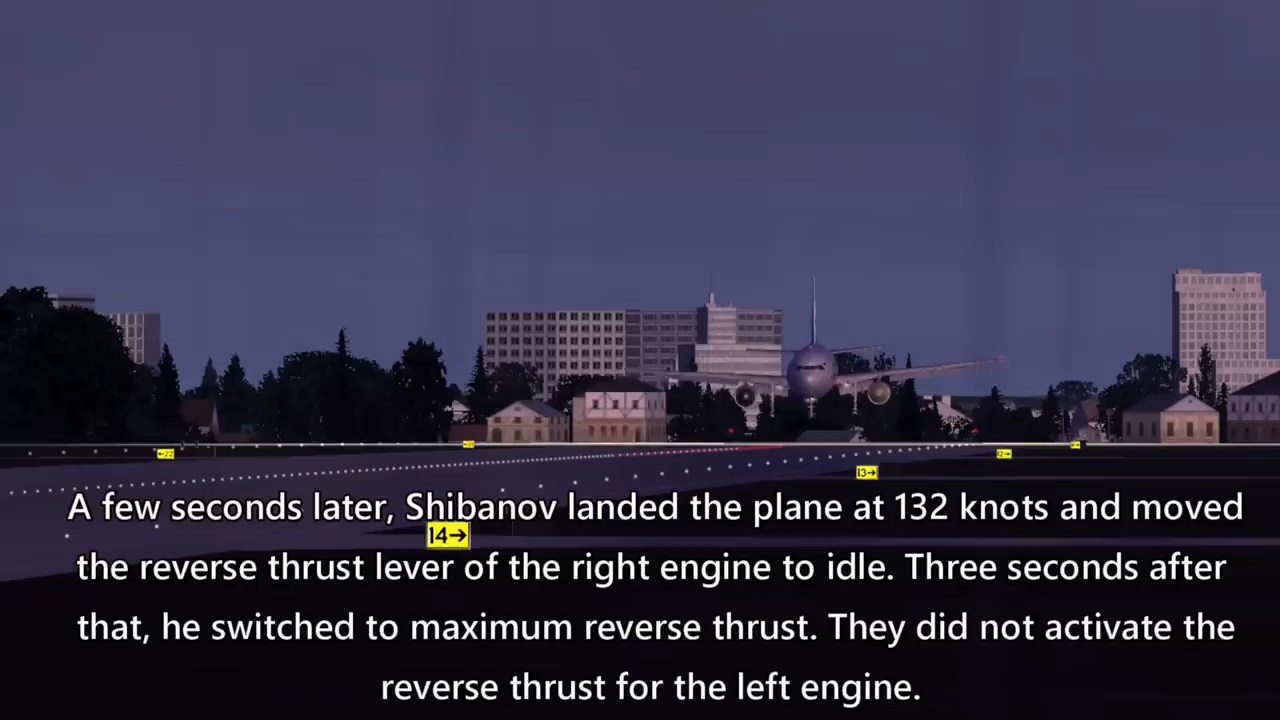 13→
A few seconds later, Shibanov landed the plane at 132 knots and moved
14→
the reverse thrust lever of the right engine to idle. Three seconds after
that, he switched to maximum reverse thrust. They did not activate the
reverse thrust for the left engine.